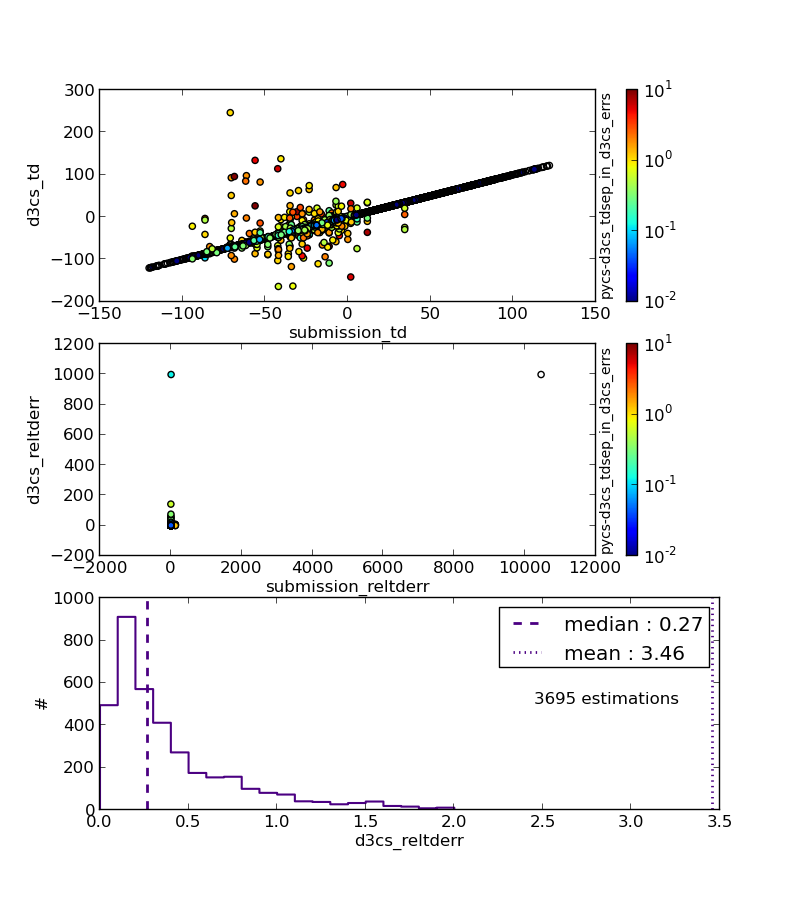 300
200
100
0
−100
−200
d3cs_td
−150 −100 −50 0 50 100 150
submission_td
10^1
10^0
10^-1
10^-2
pycs-d3cs_tdsep_in_d3cs_errs
1200
1000
800
600
400
200
0
−200
d3cs_reltderr
−2000 0 2000 4000 6000 8000 10000 12000
submission_reltderr
10^1
10^0
10^-1
10^-2
pycs-d3cs_tdsep_in_d3cs_errs
1000
800
600
400
200
0
#
median : 0.27
mean : 3.46
3695 estimations
0.0 0.5 1.0 1.5 2.0 2.5 3.0 3.5
d3cs_reltderr